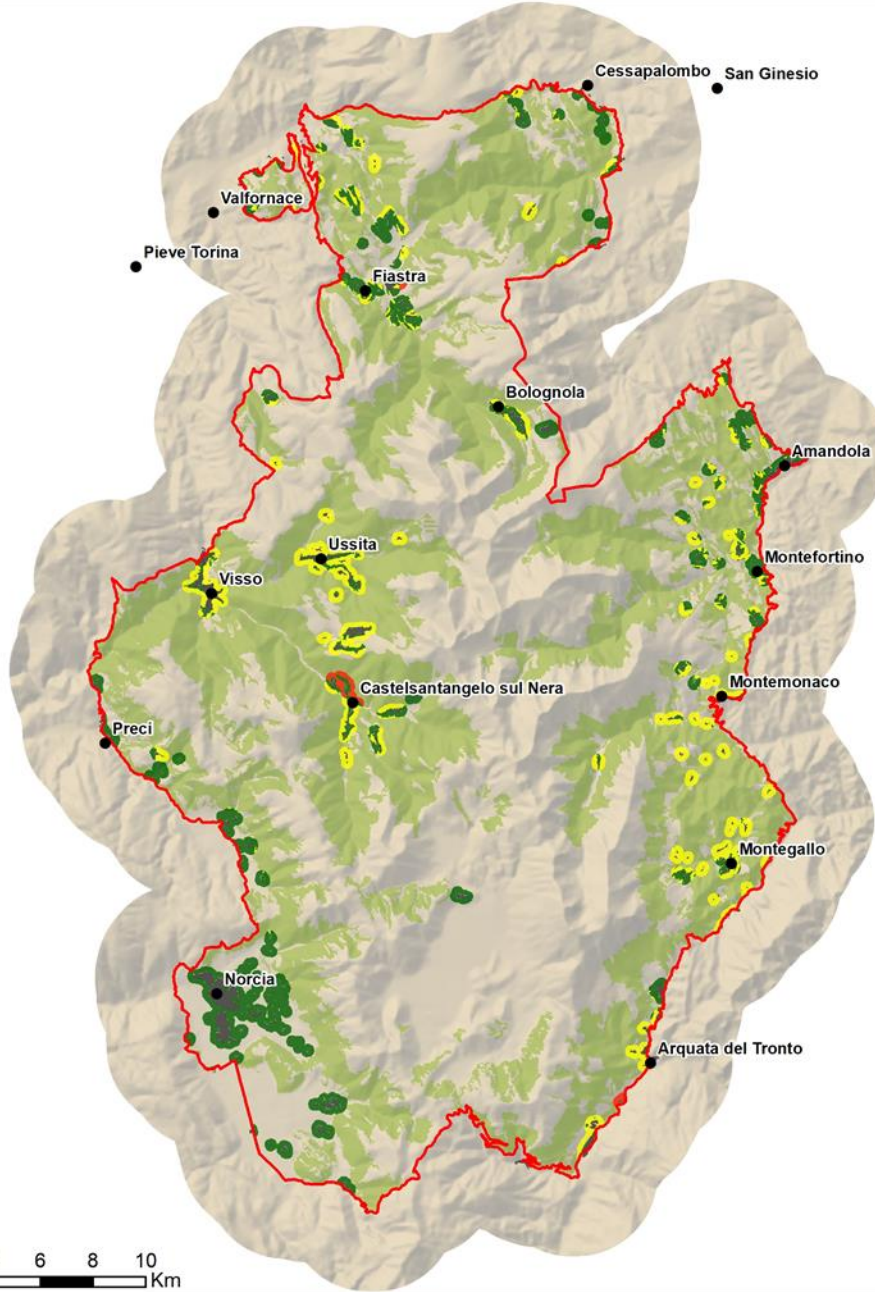 Cessapalombo
San Ginesio
Valfornace
Pieve Torina
Fiastra
Bolognola
Amandola
Ussita
Montefortino
Visso
Castelsantangelo sul Nera
Montemonaco
Preci
Montegallo
Norcia
Arquata del Tronto
6 8 10
Km